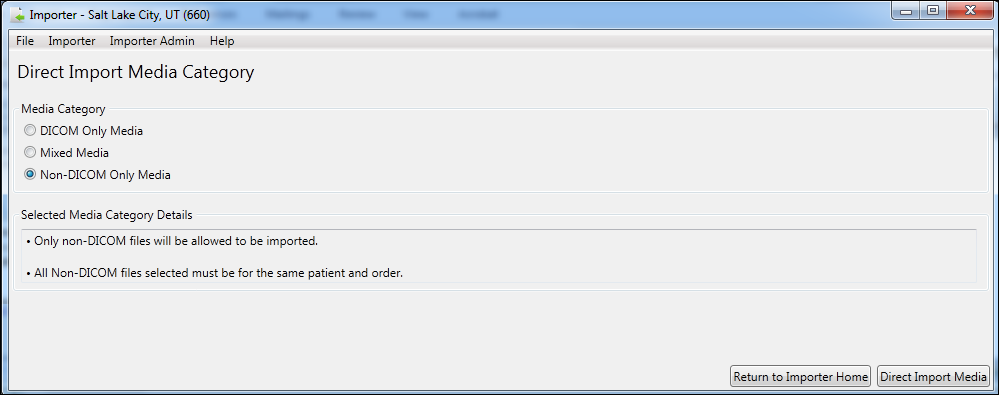 Importer - Salt Lake City, UT (660)
File Importer Importer Admin Help
Direct Import Media Category
Media Category
DICOM Only Media
Mixed Media
Non-DICOM Only Media
Selected Media Category Details
• Only non-DICOM files will be allowed to be imported.
• All Non-DICOM files selected must be for the same patient and order.
Return to Importer Home Direct Import Media